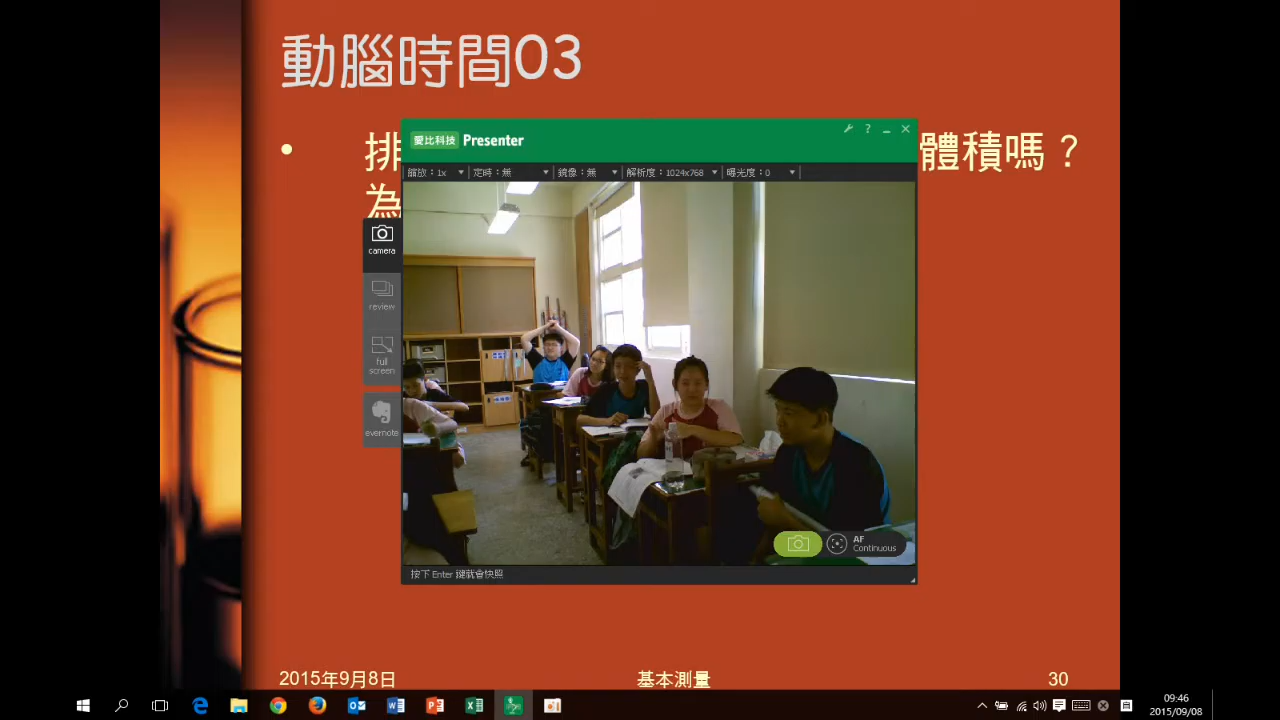 動腦時間03
• 排
體積嗎？
為
愛比科技 Presenter
縮放：1x 定時：無 鏡像：無 解析度：1024x768 曝光度：0
camera
review
full
screen
evernote
AF
Continuous
按下 Enter 鍵就會快照
2015年9月8日 基本測量 30
09:46
2015/09/08